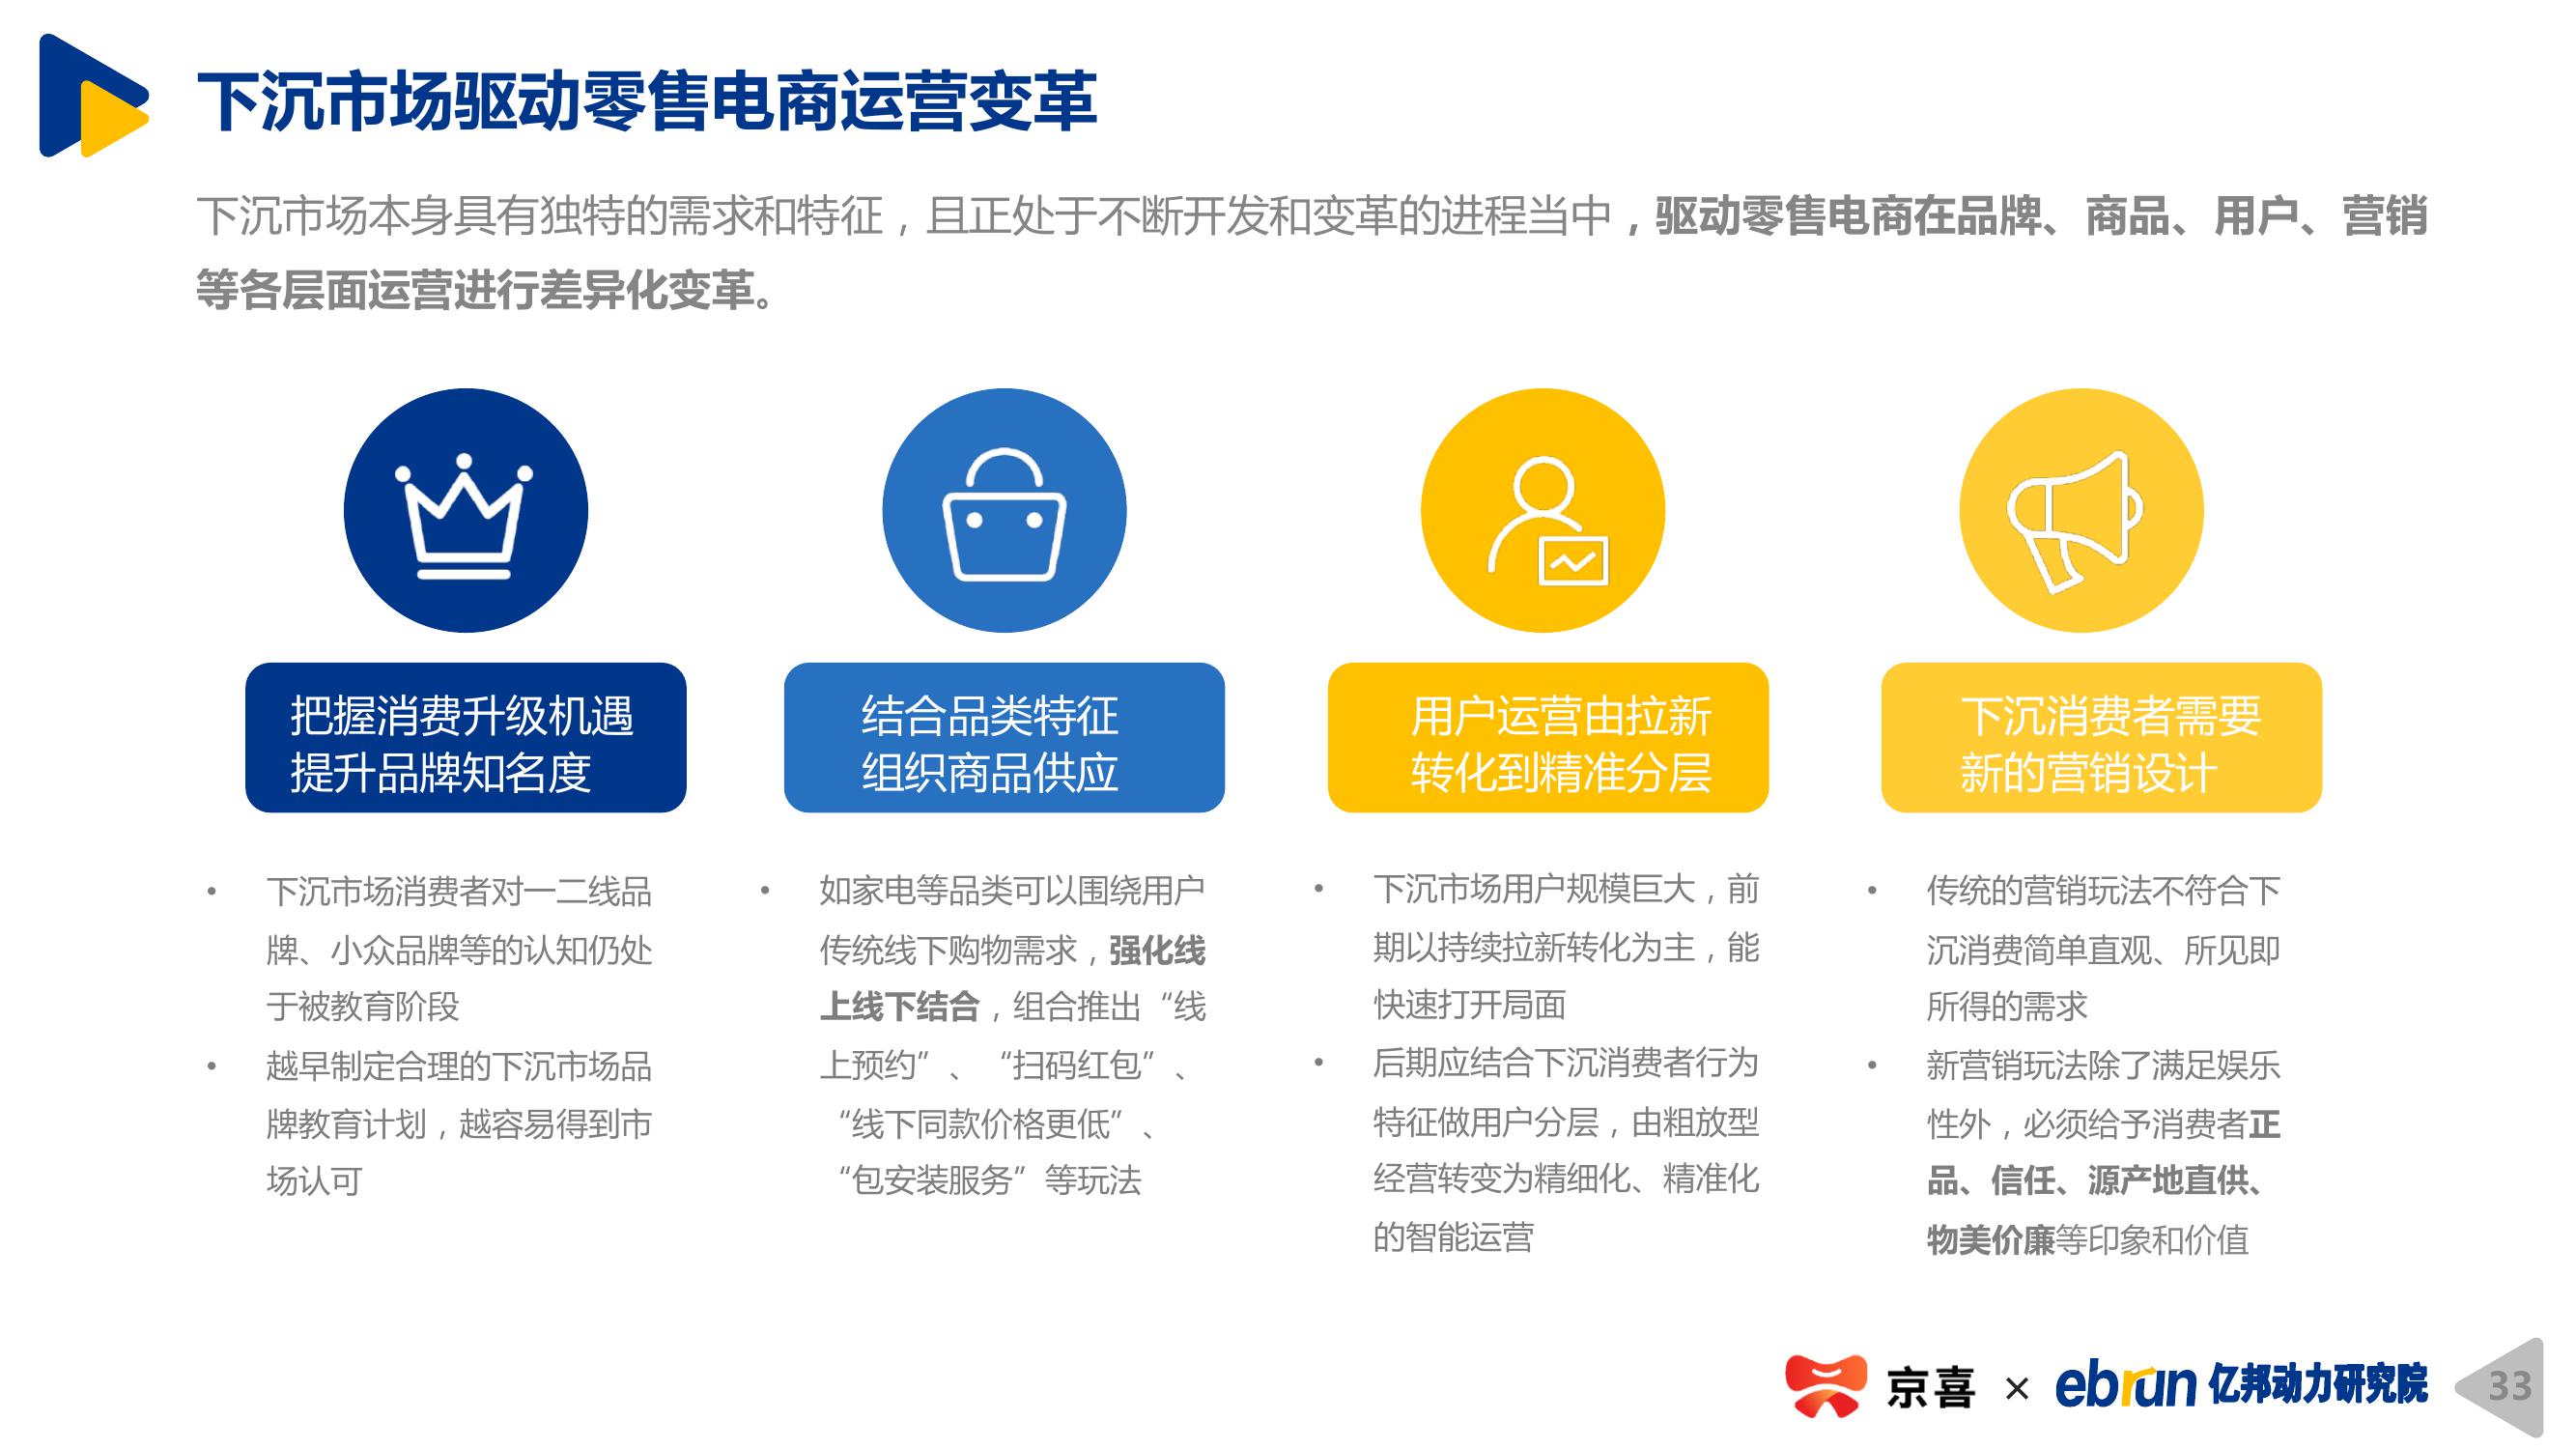 下沉市场驱动零售电商运营变革
下沉市场本身具有独特的需求和特征，且正处于不断开发和变革的进程当中，驱动零售电商在品牌、商品、用户、营销
等各层面运营进行差异化变革。
把握消费升级机遇
提升品牌知名度
• 下沉市场消费者对一二线品
牌、小众品牌等的认知仍处
于被教育阶段
• 越早制定合理的下沉市场品
牌教育计划，越容易得到市
场认可
结合品类特征
组织商品供应
• 如家电等品类可以围绕用户
传统线下购物需求，强化线
上线下结合，组合推出“线
上预约”、“扫码红包”、
“线下同款价格更低”、
“包安装服务”等玩法
用户运营由拉新
转化到精准分层
• 下沉市场用户规模巨大，前
期以持续拉新转化为主，能
快速打开局面
• 后期应结合下沉消费者行为
特征做用户分层，由粗放型
经营转变为精细化、精准化
的智能运营
下沉消费者需要
新的营销设计
• 传统的营销玩法不符合下
沉消费简单直观、所见即
所得的需求
• 新营销玩法除了满足娱乐
性外，必须给予消费者正
品、信任、源产地直供、
物美价廉等印象和价值
京喜 × ebrun 亿邦动力研究院
33